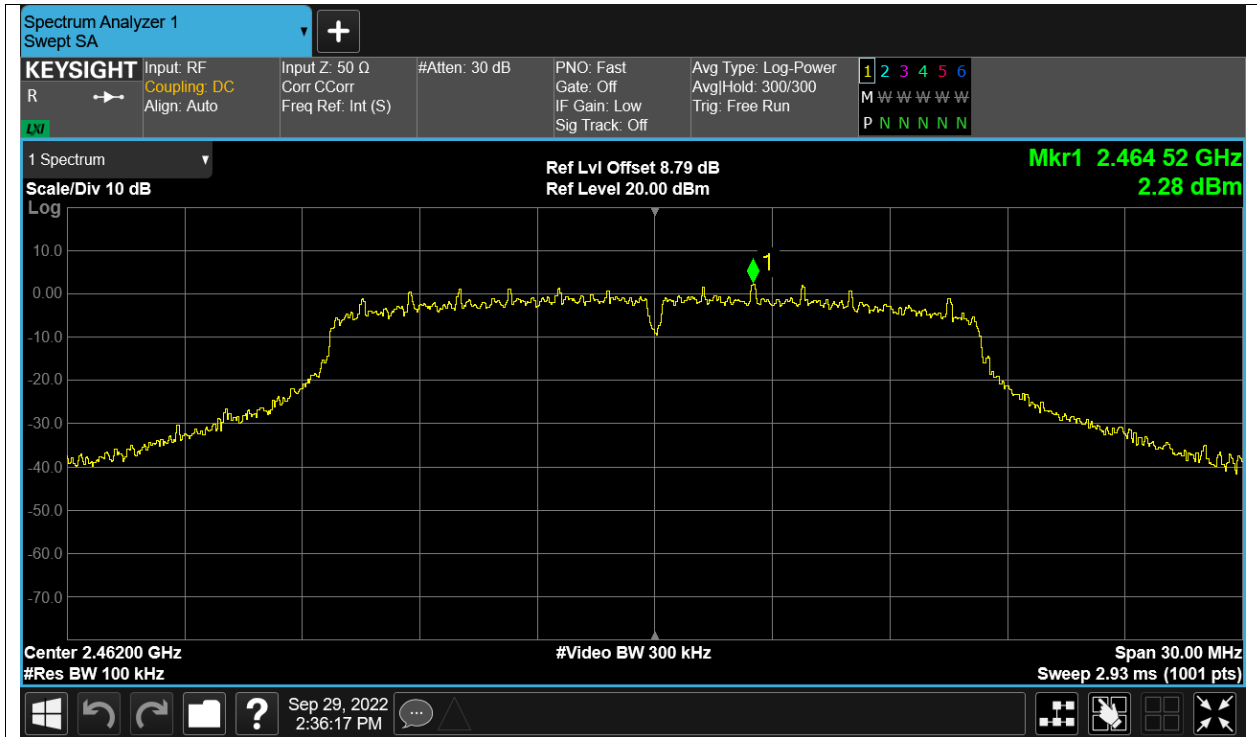 Spectrum Analyzer 1
Swept SA
KEYSIGHT
R
LXI
Input: RF
Coupling: DC
Align: Auto
Input Z: 50 Ω
Corr CCorr
Freq Ref: Int (S)
#Atten: 30 dB
PNO: Fast
Gate: Off
IF Gain: Low
Sig Track: Off
Avg Type: Log-Power
Avg|Hold: 300/300
Trig: Free Run
1 2 3 4 5 6
M W W W W W
P N N N N N N
1 Spectrum
Scale/Div 10 dB
Log
Ref Lvl Offset 8.79 dB
Ref Level 20.00 dBm
Mkr1 2.464 52 GHz
2.28 dBm
10.0
0.00
-10.0
-20.0
-30.0
-40.0
-50.0
-60.0
-70.0
1
Center 2.46200 GHz
#Res BW 100 kHz
#Video BW 300 kHz
Span 30.00 MHz
Sweep 2.93 ms (1001 pts)
?
Sep 29, 2022
2:36:17 PM